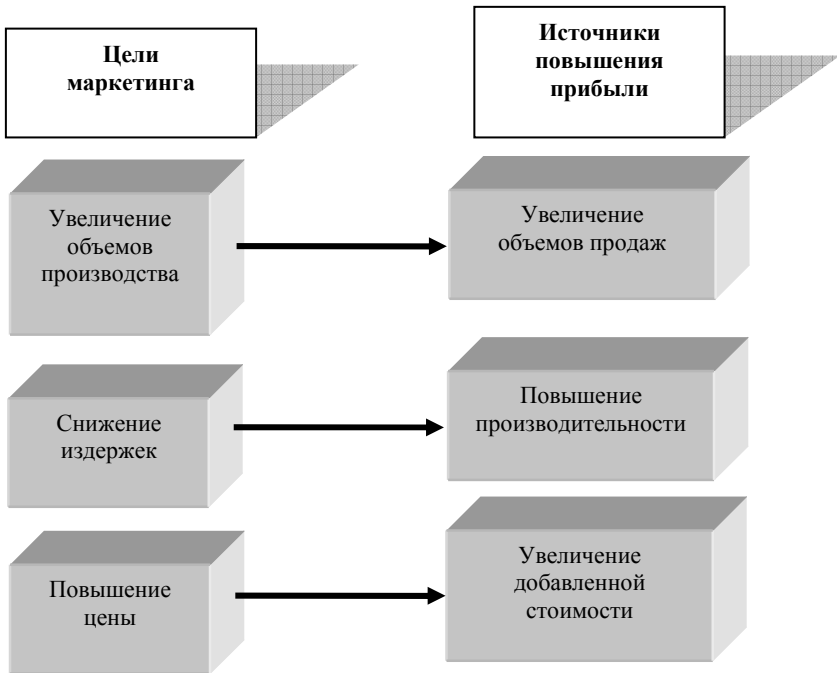 Цели
маркетинга
Источники
повышения
прибыли
Увеличение
объемов
производства
Увеличение
объемов продаж
Снижение
издержек
Повышение
производительности
Повышение
цены
Увеличение
добавленной
стоимости